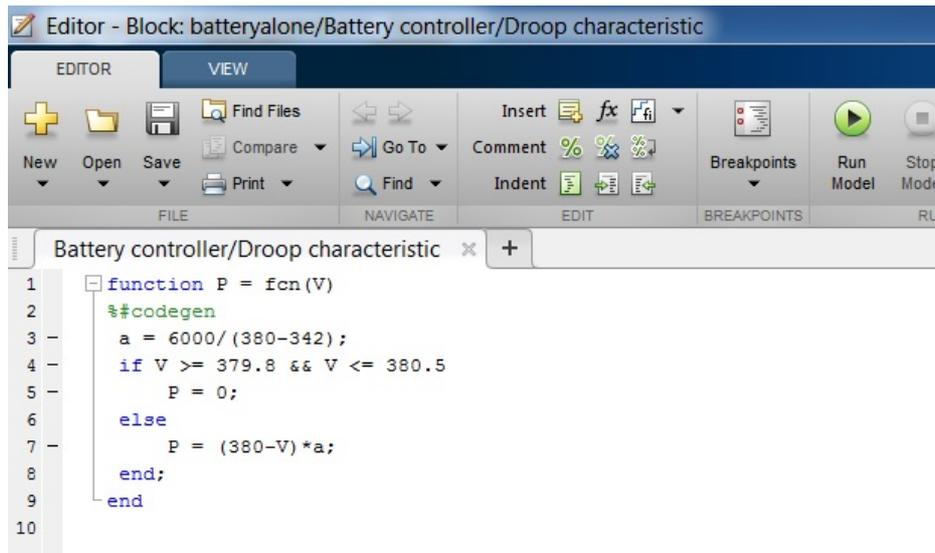 Editor - Block: batteryalone/Battery controller/Droop characteristic
EDITOR VIEW
Find Files
Compare
Print
New Open Save
Go To
Find
Insert fx fi
Comment
Indent
Breakpoints
Run Model
FILE NAVIGATE EDIT BREAKPOINTS
Battery controller/Droop characteristic × +
1 function P = fcn(V)
2 %#codegen
3 – a = 6000/(380-342);
4 – if V >= 379.8 && V <= 380.5
5 – P = 0;
6 else
7 – P = (380-V)*a;
8 end;
9 end
10